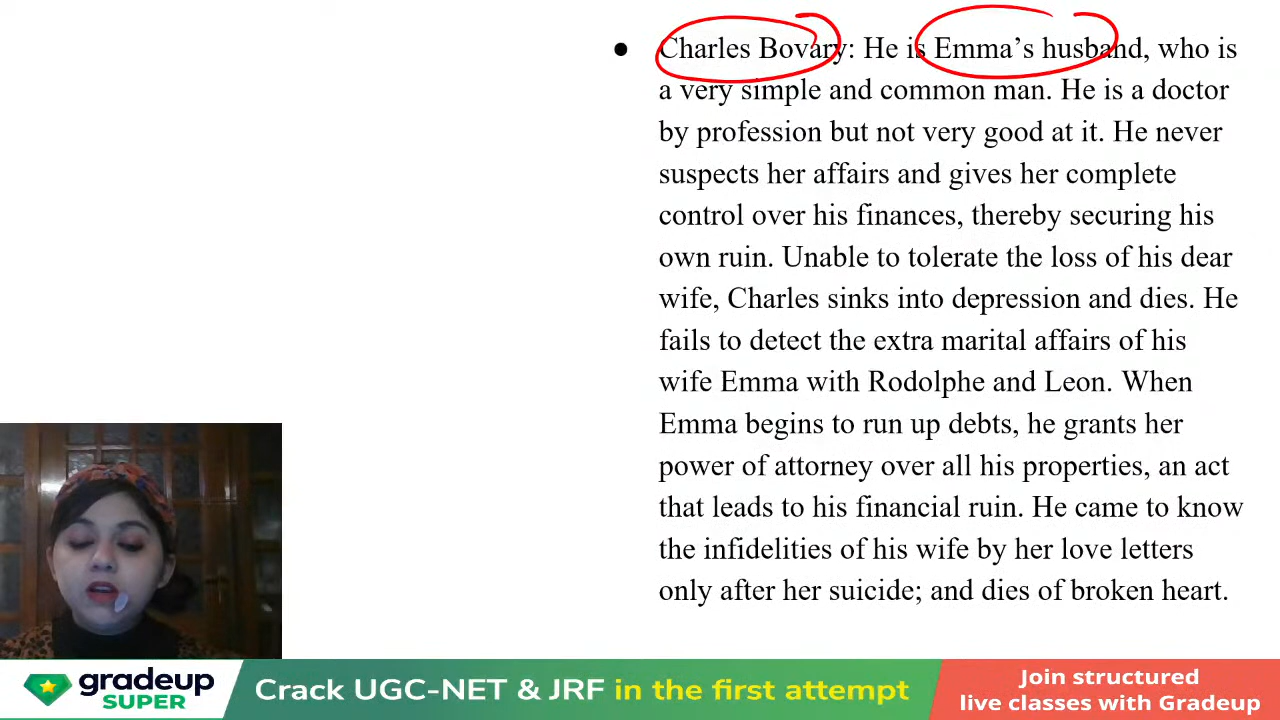 ● Charles Bovary: He is Emma's husband, who is
a very simple and common man. He is a doctor
by profession but not very good at it. He never
suspects her affairs and gives her complete
control over his finances, thereby securing his
own ruin. Unable to tolerate the loss of his dear
wife, Charles sinks into depression and dies. He
fails to detect the extra marital affairs of his
wife Emma with Rodolphe and Leon. When
Emma begins to run up debts, he grants her
power of attorney over all his properties, an act
that leads to his financial ruin. He came to know
the infidelities of his wife by her love letters
only after her suicide; and dies of broken heart.
gradeup
SUPER
Crack UGC-NET & JRF in the first attempt
Join structured
live classes with Gradeup